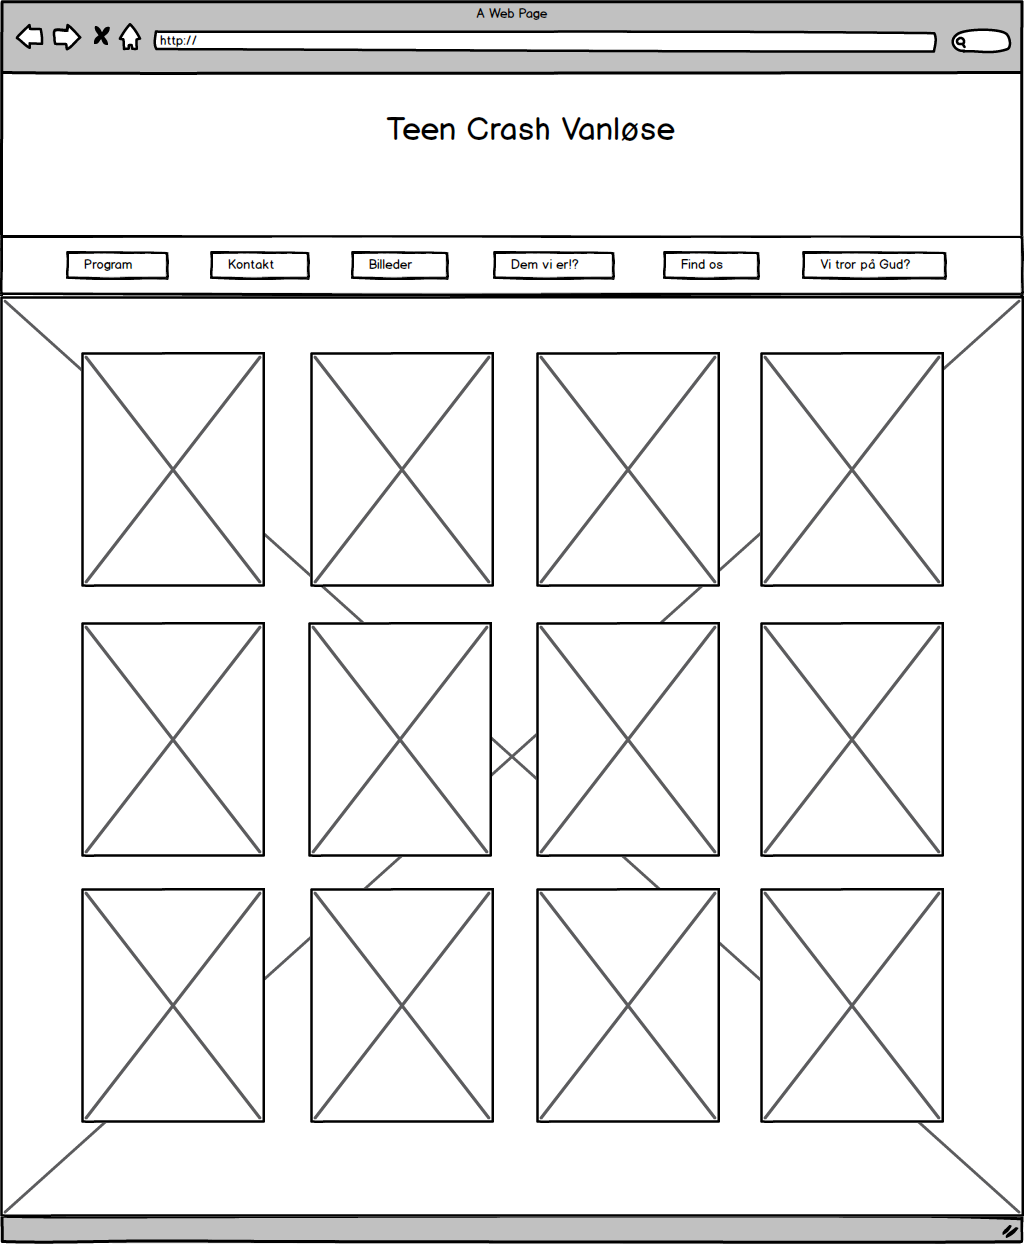 A Web Page
http://
Teen Crash Vanløse
Program
Kontakt
Billeder
Dem vi er!?
Find os
Vi tror på Gud?